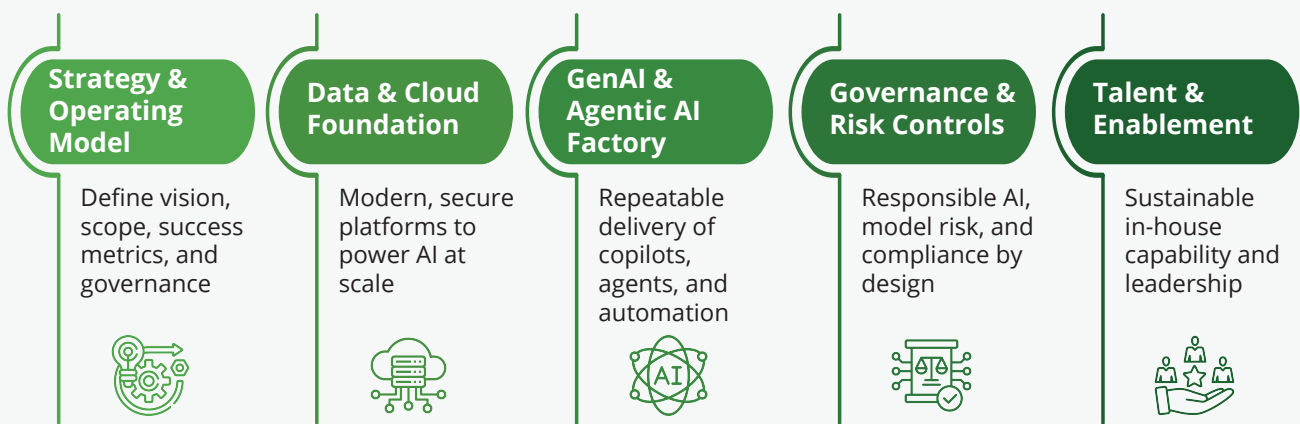 Strategy &
Operating
Model
Define vision,
scope, success
metrics, and
governance
Data & Cloud
Foundation
Modern, secure
platforms to
power AI at
scale
GenAI &
Agentic AI
Factory
Repeatable
delivery of
copilots,
agents, and
automation
AI
Governance &
Risk Controls
Responsible AI,
model risk, and
compliance by
design
Talent &
Enablement
Sustainable
in-house
capability and
leadership